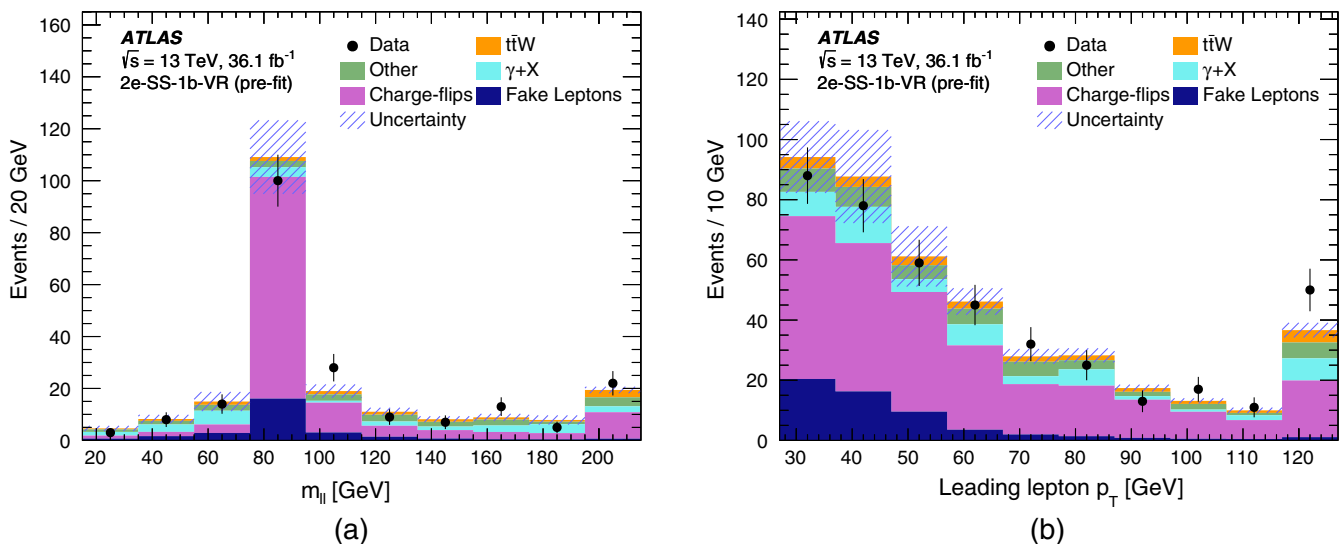 160
140
120
100
80
60
40
20
0
Events / 20 GeV
ATLAS
√s = 13 TeV, 36.1 fb⁻¹
2e-SS-1b-VR (pre-fit)
Data
tt̄W
Other
γ+X
Charge-flips
Fake Leptons
Uncertainty
20 40 60 80 100 120 140 160 180 200
m_ll [GeV]
(a)
140
120
100
80
60
40
20
0
Events / 10 GeV
ATLAS
√s = 13 TeV, 36.1 fb⁻¹
2e-SS-1b-VR (pre-fit)
Data
tt̄W
Other
γ+X
Charge-flips
Fake Leptons
Uncertainty
30 40 50 60 70 80 90 100 110 120
Leading lepton p_T [GeV]
(b)